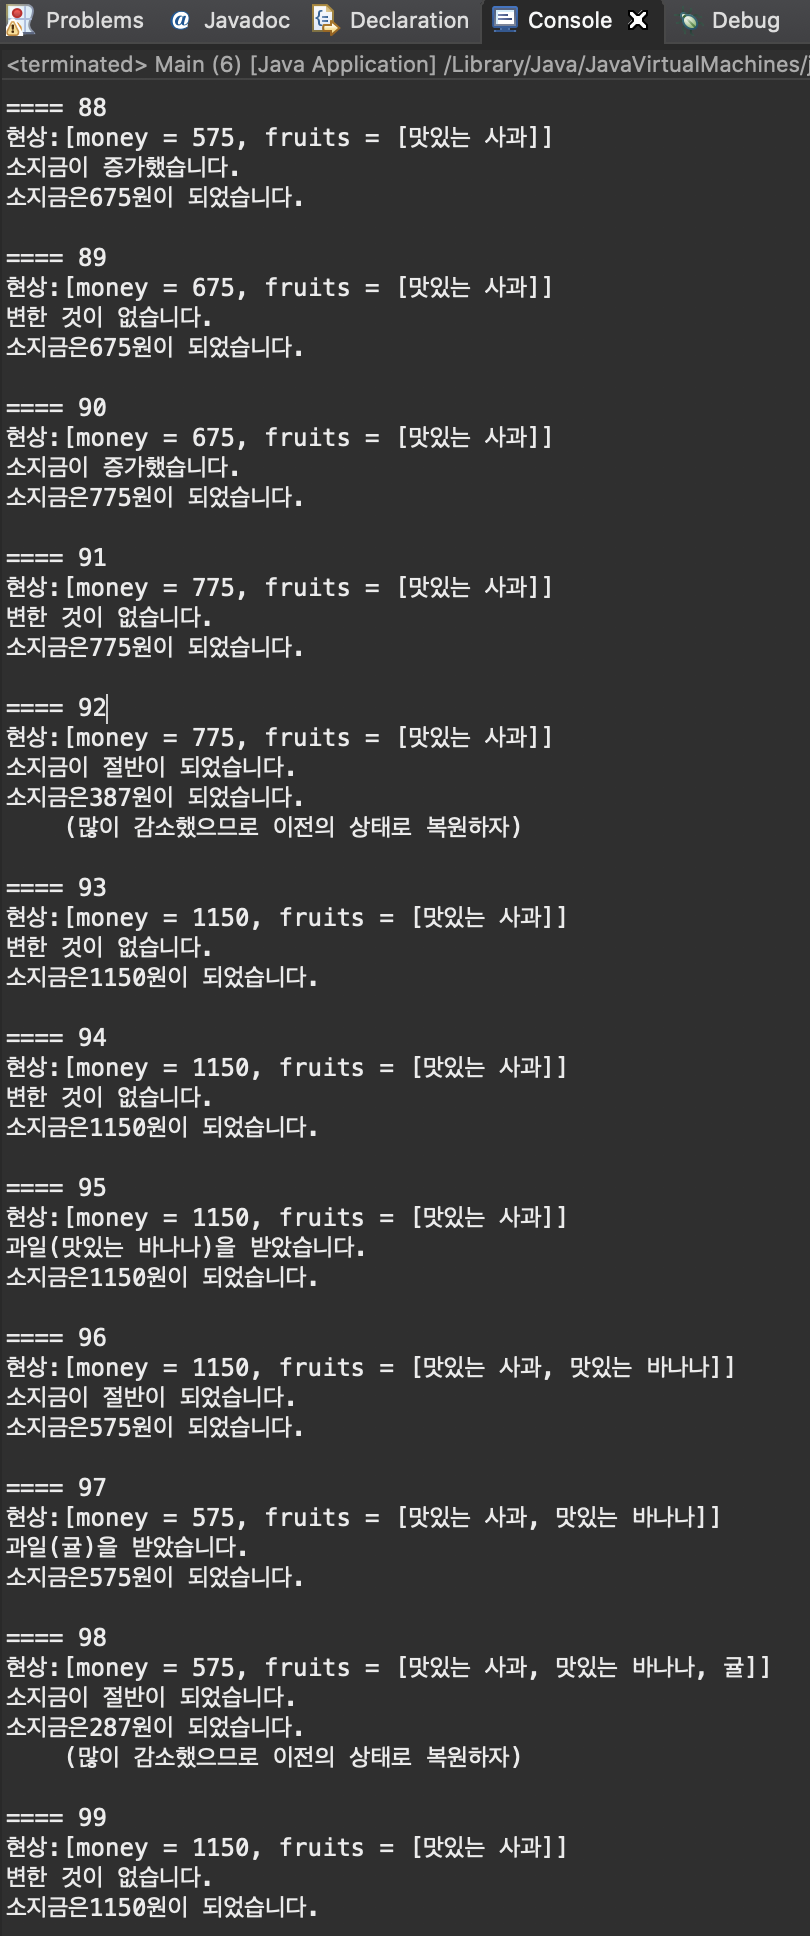 Problems @ Javadoc Declaration Console Debug
<terminated> Main (6) [Java Application] /Library/Java/JavaVirtualMachines/j
==== 88
현상:[money = 575, fruits = [맛있는 사과]]
소지금이 증가했습니다.
소지금은675원이 되었습니다.
==== 89
현상:[money = 675, fruits = [맛있는 사과]]
변한 것이 없습니다.
소지금은675원이 되었습니다.
==== 90
현상:[money = 675, fruits = [맛있는 사과]]
소지금이 증가했습니다.
소지금은775원이 되었습니다.
==== 91
현상:[money = 775, fruits = [맛있는 사과]]
변한 것이 없습니다.
소지금은775원이 되었습니다.
==== 92
현상:[money = 775, fruits = [맛있는 사과]]
소지금이 절반이 되었습니다.
소지금은387원이 되었습니다.
(많이 감소했으므로 이전의 상태로 복원하자)
==== 93
현상:[money = 1150, fruits = [맛있는 사과]]
변한 것이 없습니다.
소지금은1150원이 되었습니다.
==== 94
현상:[money = 1150, fruits = [맛있는 사과]]
변한 것이 없습니다.
소지금은1150원이 되었습니다.
==== 95
현상:[money = 1150, fruits = [맛있는 사과]]
과일(맛있는 바나나)을 받았습니다.
소지금은1150원이 되었습니다.
==== 96
현상:[money = 1150, fruits = [맛있는 사과, 맛있는 바나나]]
소지금이 절반이 되었습니다.
소지금은575원이 되었습니다.
==== 97
현상:[money = 575, fruits = [맛있는 사과, 맛있는 바나나]]
과일(귤)을 받았습니다.
소지금은575원이 되었습니다.
==== 98
현상:[money = 575, fruits = [맛있는 사과, 맛있는 바나나, 귤]]
소지금이 절반이 되었습니다.
소지금은287원이 되었습니다.
(많이 감소했으므로 이전의 상태로 복원하자)
==== 99
현상:[money = 1150, fruits = [맛있는 사과]]
변한 것이 없습니다.
소지금은1150원이 되었습니다.